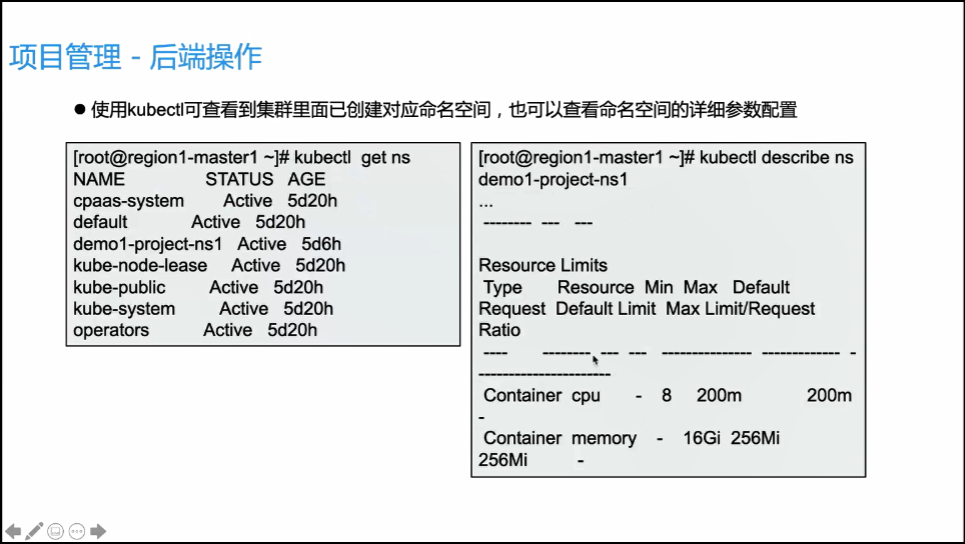 项目管理 - 后端操作
● 使用kubectl可查看到集群里面已创建对应命名空间，也可以查看命名空间的详细参数配置
[root@region1-master1 ~]# kubectl  get ns
NAME                 STATUS   AGE
cpaas-system        Active   5d20h
default             Active   5d20h
demo1-project-ns1   Active   5d6h
kube-node-lease     Active   5d20h
kube-public         Active   5d20h
kube-system         Active   5d20h
operators           Active   5d20h
[root@region1-master1 ~]# kubectl describe ns
demo1-project-ns1
...
--------  ---   ---
Resource Limits
Type       Resource  Min  Max   Default
Request  Default Limit  Max Limit/Request
Ratio
----       --------  ---  ---   ---------------  -------------  -
-----------------------
Container  cpu       -    8     200m             200m
-
Container  memory    -    16Gi  256Mi
256Mi          -